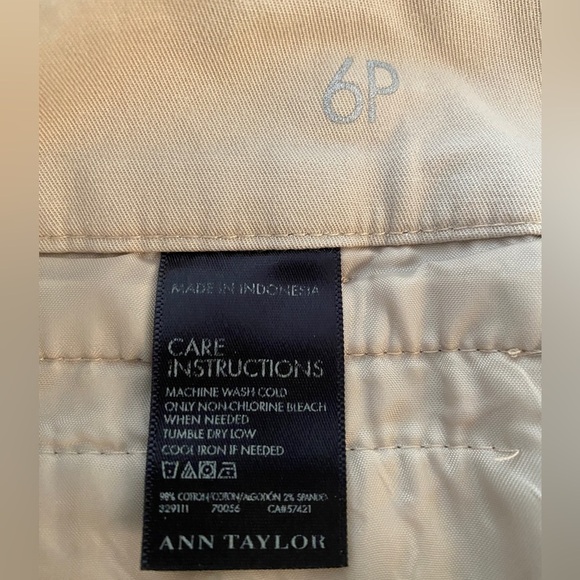 6P
MADE IN INDONESIA
CARE
INSTRUCTIONS
MACHINE WASH COLD
ONLY NON-CHLORINE BLEACH
WHEN NEEDED
TUMBLE DRY LOW
COOL IRON IF NEEDED
98% COTTON/COTON/ALGODÓN 2% SPANDEX
329111 70056 CA#57421
ANN TAYLOR